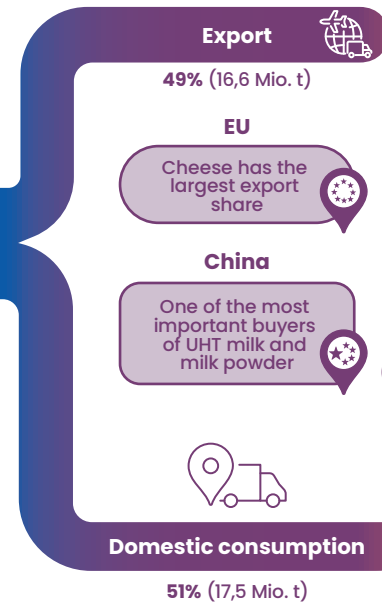 Export
49% (16,6 Mio. t)
EU
Cheese has the
largest export
share
China
One of the most
important buyers
of UHT milk and
milk powder
Domestic consumption
51% (17,5 Mio. t)